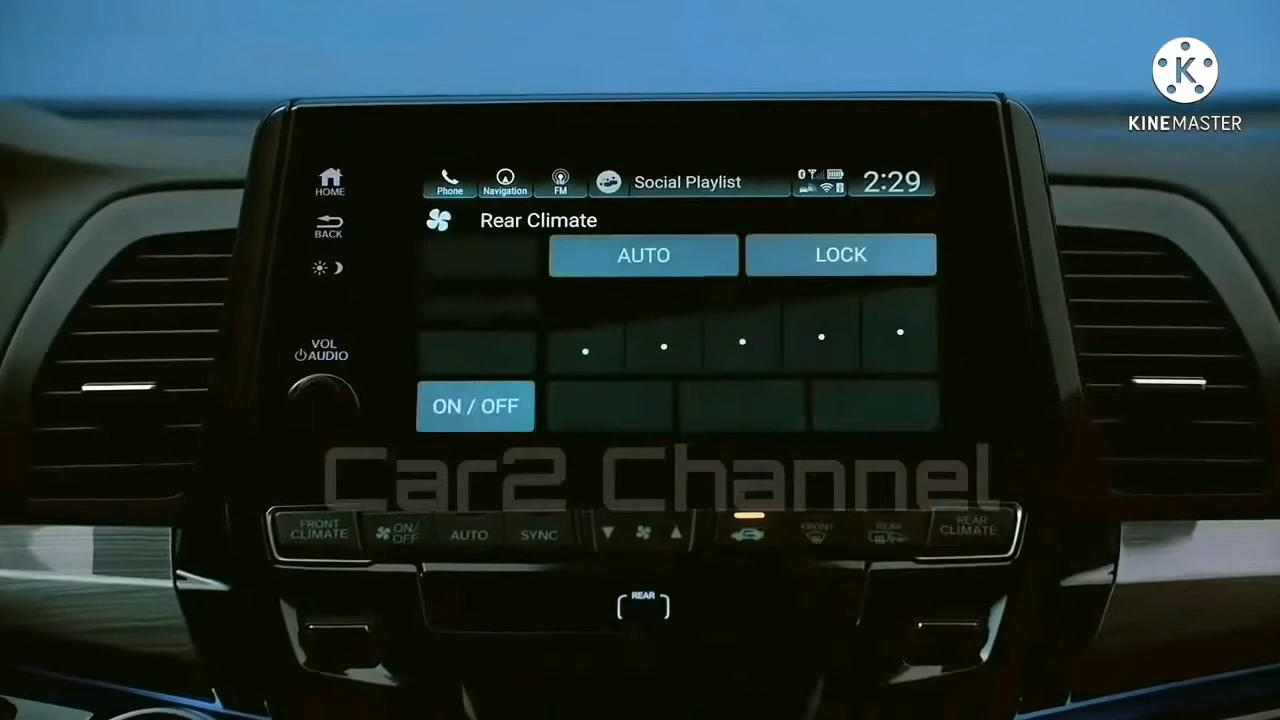 K
KINEMASTER
HOME
Phone
Navigation
FM
Social Playlist
2:29
BACK
Rear Climate
AUTO
LOCK
VOL
AUDIO
ON / OFF
Car2 Channel
FRONT
CLIMATE
ON/
OFF
AUTO
SYNC
FRONT
REAR
REAR
CLIMATE
REAR